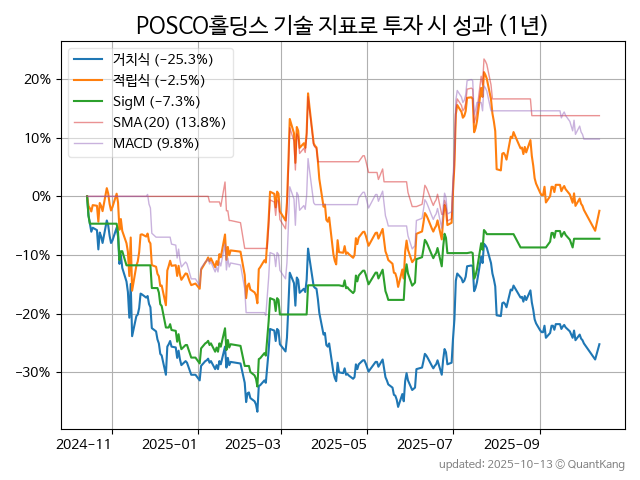 POSCO홀딩스 기술 지표로 투자 시 성과 (1년)
거치식 (−25.3%)
적립식 (−2.5%)
SigM (−7.3%)
SMA(20) (13.8%)
MACD (9.8%)
20%
10%
0%
−10%
−20%
−30%
2024-11 2025-01 2025-03 2025-05 2025-07 2025-09
updated: 2025-10-13 © QuantKang